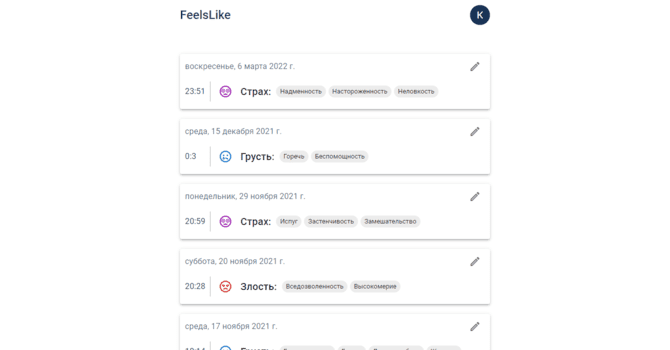 FeelsLike
K
воскресенье, 6 марта 2022 г.
23:51 Страх: Надменность Настороженность Неловкость
среда, 15 декабря 2021 г.
0:3 Грусть: Горечь Беспомощность
понедельник, 29 ноября 2021 г.
20:59 Страх: Испуг Застенчивость Замешательство
суббота, 20 ноября 2021 г.
20:28 Злость: Вседозволенность Высокомерие
среда, 17 ноября 2021 г.